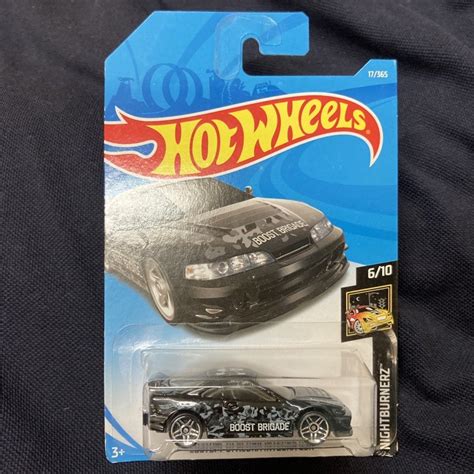 17/365
HOT WHEELS
BOOST BRIGADE
6/10
NIGHTBURNERZ
BOOST BRIGADE
3+